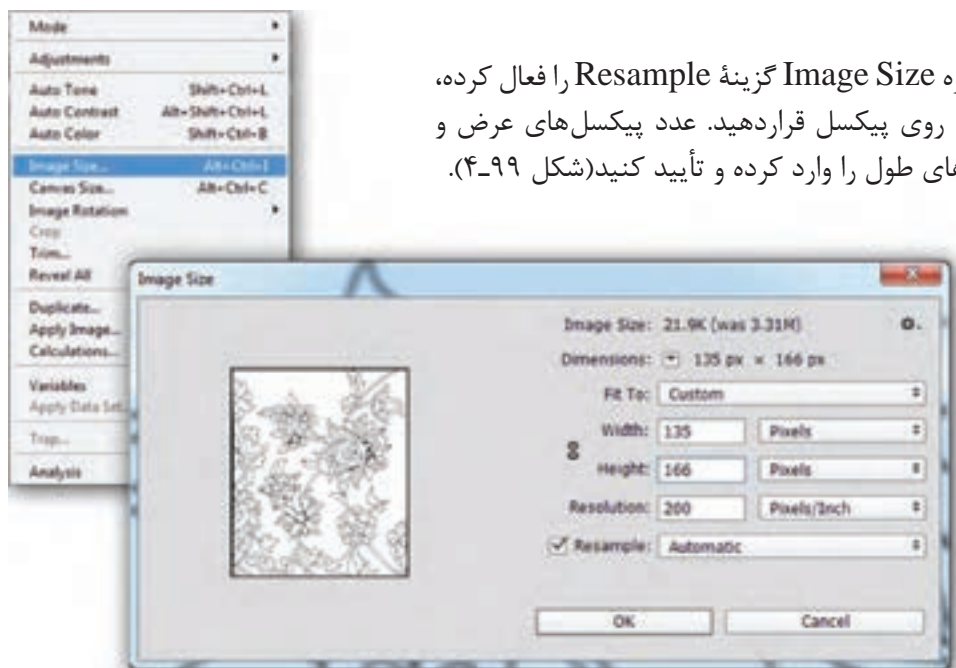 Mode
Adjustments
Auto Tone Shift+Ctrl+L
Auto Contrast Alt+Shift+Ctrl+L
Auto Color Shift+Ctrl+B
Image Size... Alt+Ctrl+I
Canvas Size... Alt+Ctrl+C
Image Rotation
Crop
Trim...
Reveal All
Duplicate...
Apply Image...
Calculations...
Variables
Apply Data Set
Trap...
Analysis
Image Size گزینهٔ Resample را فعال کرده،
روی پیکسل قراردهید. عدد پیکسل‌های عرض و
های طول را وارد کرده و تأیید کنید(شکل ۹۹ـ۴).
Image Size
Image Size: 21.9K (was 3.31M)
Dimensions: 135 px × 166 px
Fit To: Custom
Width: 135 Pixels
Height: 166 Pixels
Resolution: 200 Pixels/Inch
Resample: Automatic
OK Cancel